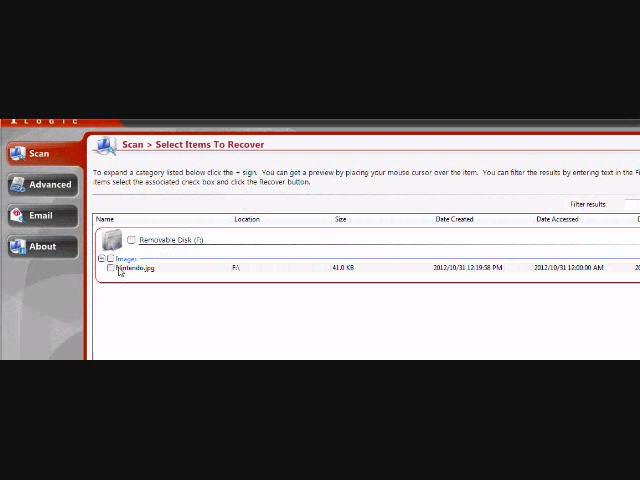 LOGIC
Scan
Advanced
Email
About
Scan > Select Items To Recover
To expand a category listed below click the + sign. You can get a preview by placing your mouse cursor over the item. You can filter the results by entering text in the Fi
items select the associated check box and click the Recover button.
Filter results:
Name Location Size Date Created Date Accessed D
Removable Disk (F:)
Images
Nintendo.jpg F:\ 41.0 KB 2012/10/31 12:19:58 PM 2012/10/31 12:00:00 AM 20